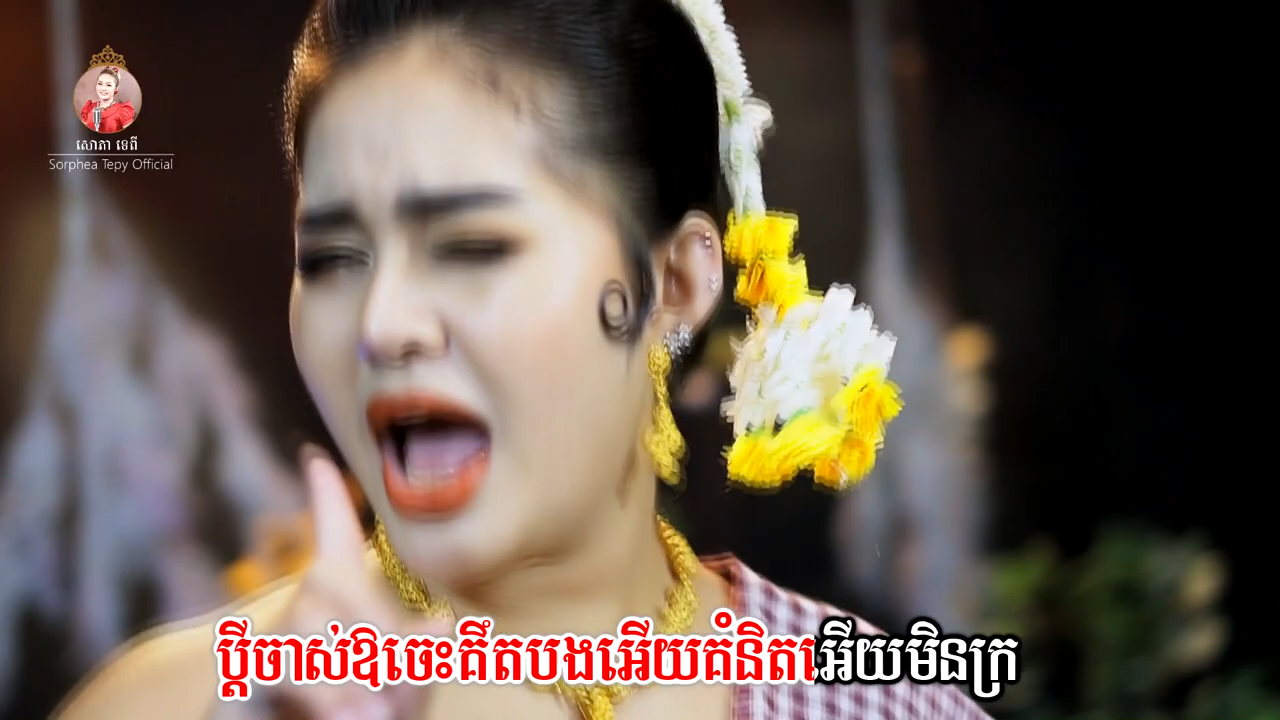 សោភា ទេពី
Sorphea Tepy Official
ប្ដីចាស់ឱចេះគឹតបងអើយគំនិតអើយមិនក្រ